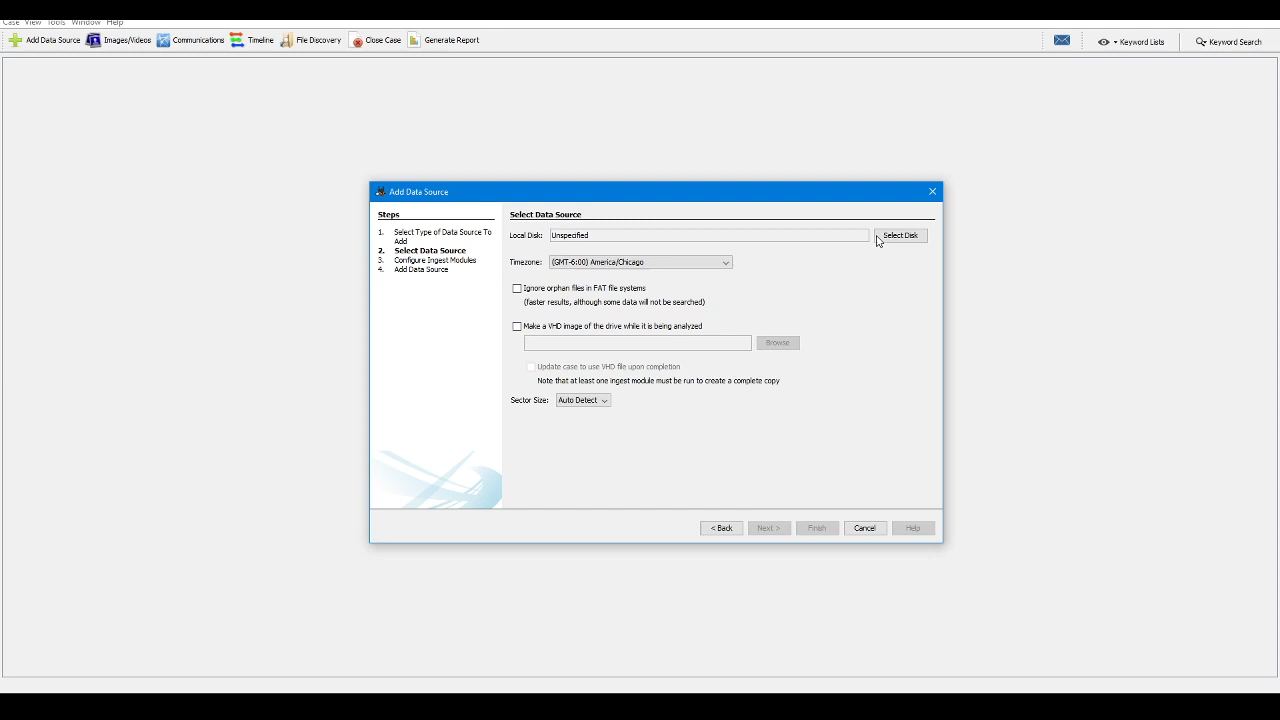 Case View Tools Window Help
Add Data Source Images/Videos Communications Timeline File Discovery Close Case Generate Report Keyword Lists Keyword Search
Add Data Source
Steps
1. Select Type of Data Source To
Add
2. Select Data Source
3. Configure Ingest Modules
4. Add Data Source
Select Data Source
Local Disk: Unspecified Select Disk
Timezone: (GMT-6:00) America/Chicago
Ignore orphan files in FAT file systems
(faster results, although some data will not be searched)
Make a VHD image of the drive while it is being analyzed
Browse
Update case to use VHD file upon completion
Note that at least one ingest module must be run to create a complete copy
Sector Size: Auto Detect
< Back Next > Finish Cancel Help